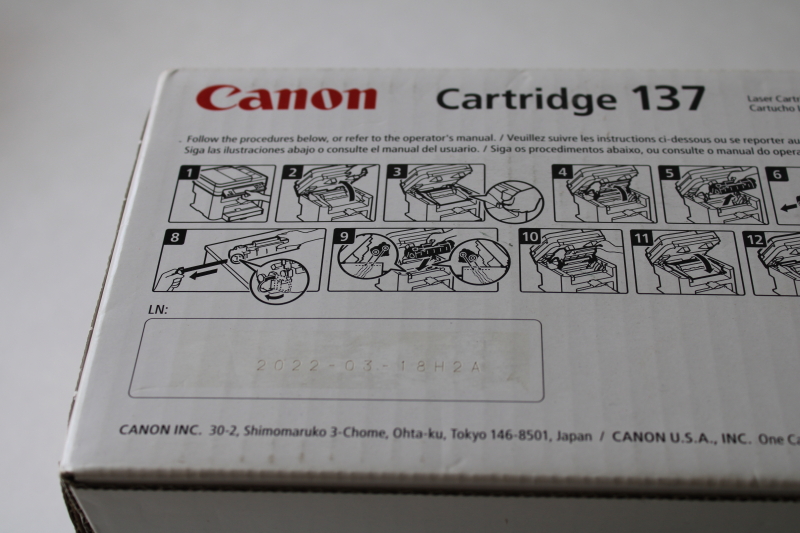 Canon Cartridge 137
Laser Cartr
Cartucho l
Follow the procedures below, or refer to the operator's manual. / Veuillez suivre les instructions ci-dessous ou se reporter au
Siga las ilustraciones abajo o consulte el manual del usuario. / Siga os procedimentos abaixo, ou consulte o manual do opera
1 2 3 4 5 6
8 9 10 11 12
LN:
2022-03-18H2A
CANON INC. 30-2, Shimomaruko 3-Chome, Ohta-ku, Tokyo 146-8501, Japan / CANON U.S.A., INC. One Ca